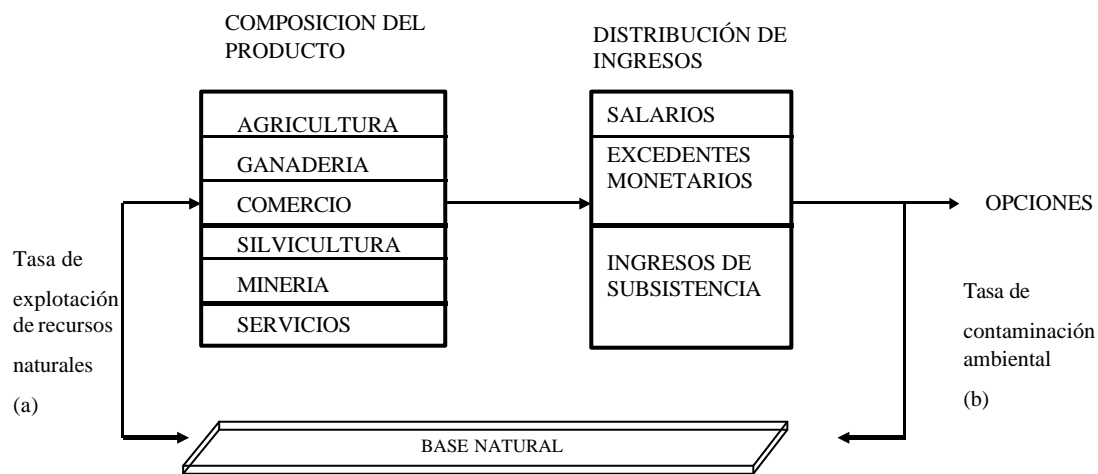 COMPOSICION DEL
PRODUCTO
DISTRIBUCIÓN DE
INGRESOS
AGRICULTURA
GANADERIA
COMERCIO
SILVICULTURA
MINERIA
SERVICIOS
SALARIOS
EXCEDENTES
MONETARIOS
INGRESOS DE
SUBSISTENCIA
OPCIONES
Tasa de
explotación
de recursos
naturales
(a)
Tasa de
contaminación
ambiental
(b)
BASE NATURAL